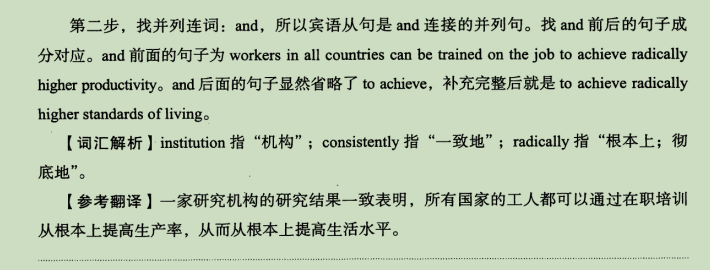 第二步，找并列连词：and，所以宾语从句是 and 连接的并列句。找 and 前后的句子成
分对应。and 前面的句子为 workers in all countries can be trained on the job to achieve radically
higher productivity。and 后面的句子显然省略了 to achieve，补充完整后就是 to achieve radically
higher standards of living。
【词汇解析】institution 指“机构”；consistently 指“一致地”；radically 指“根本上；彻
底地”。
【参考翻译】一家研究机构的研究结果一致表明，所有国家的工人都可以通过在职培训
从根本上提高生产率，从而从根本上提高生活水平。